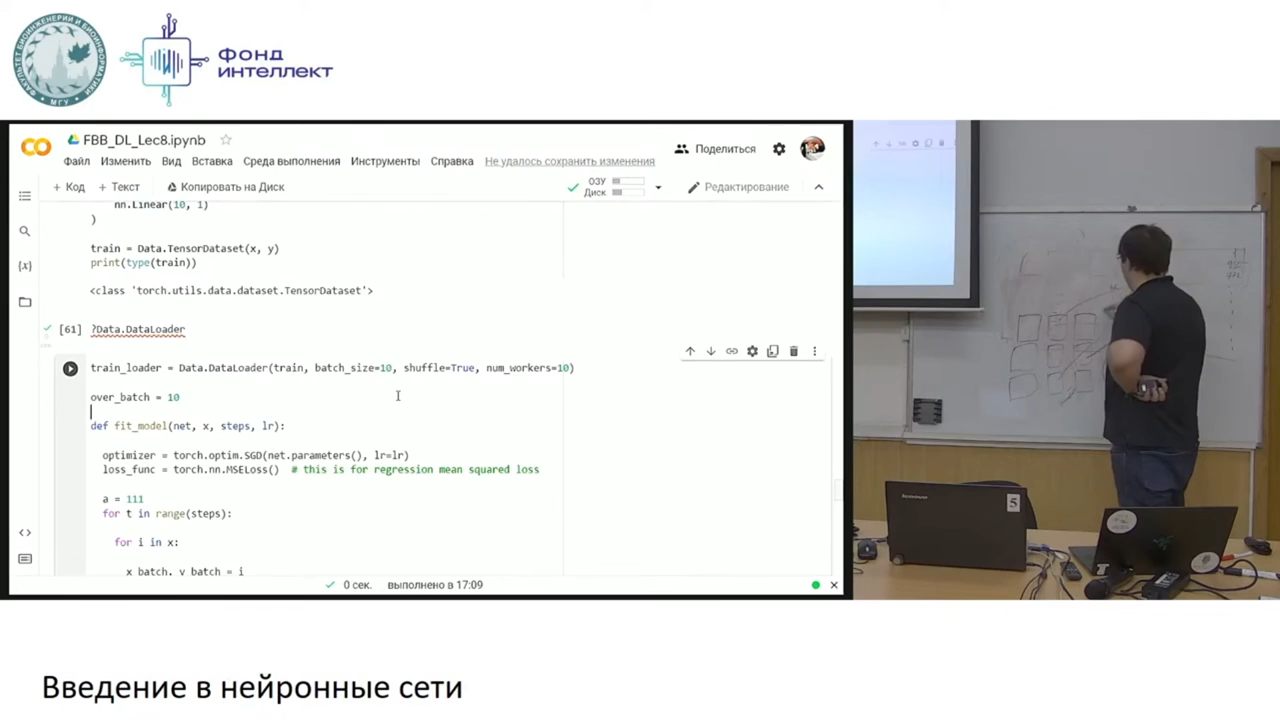 ФАКУЛЬТЕТ БИОИНЖЕНЕРИИ И БИОИНФОРМАТИКИ
МГУ
ФОНД
ИНТЕЛЛЕКТ
FBB_DL_Lec8.ipynb
Поделиться
Файл Изменить Вид Вставка Среда выполнения Инструменты Справка Не удалось сохранить изменения
+ Код + Текст Копировать на Диск ОЗУ Диск Редактирование
nn.Linear(10, 1)
)
train = Data.TensorDataset(x, y)
print(type(train))
<class 'torch.utils.data.dataset.TensorDataset'>
[61] ?Data.DataLoader
train_loader = Data.DataLoader(train, batch_size=10, shuffle=True, num_workers=10)
over_batch = 10
def fit_model(net, x, steps, lr):
optimizer = torch.optim.SGD(net.parameters(), lr=lr)
loss_func = torch.nn.MSELoss() # this is for regression mean squared loss
a = 111
for t in range(steps):
for i in x:
x_batch, y_batch = i
0 сек. выполнено в 17:09
5
Введение в нейронные сети